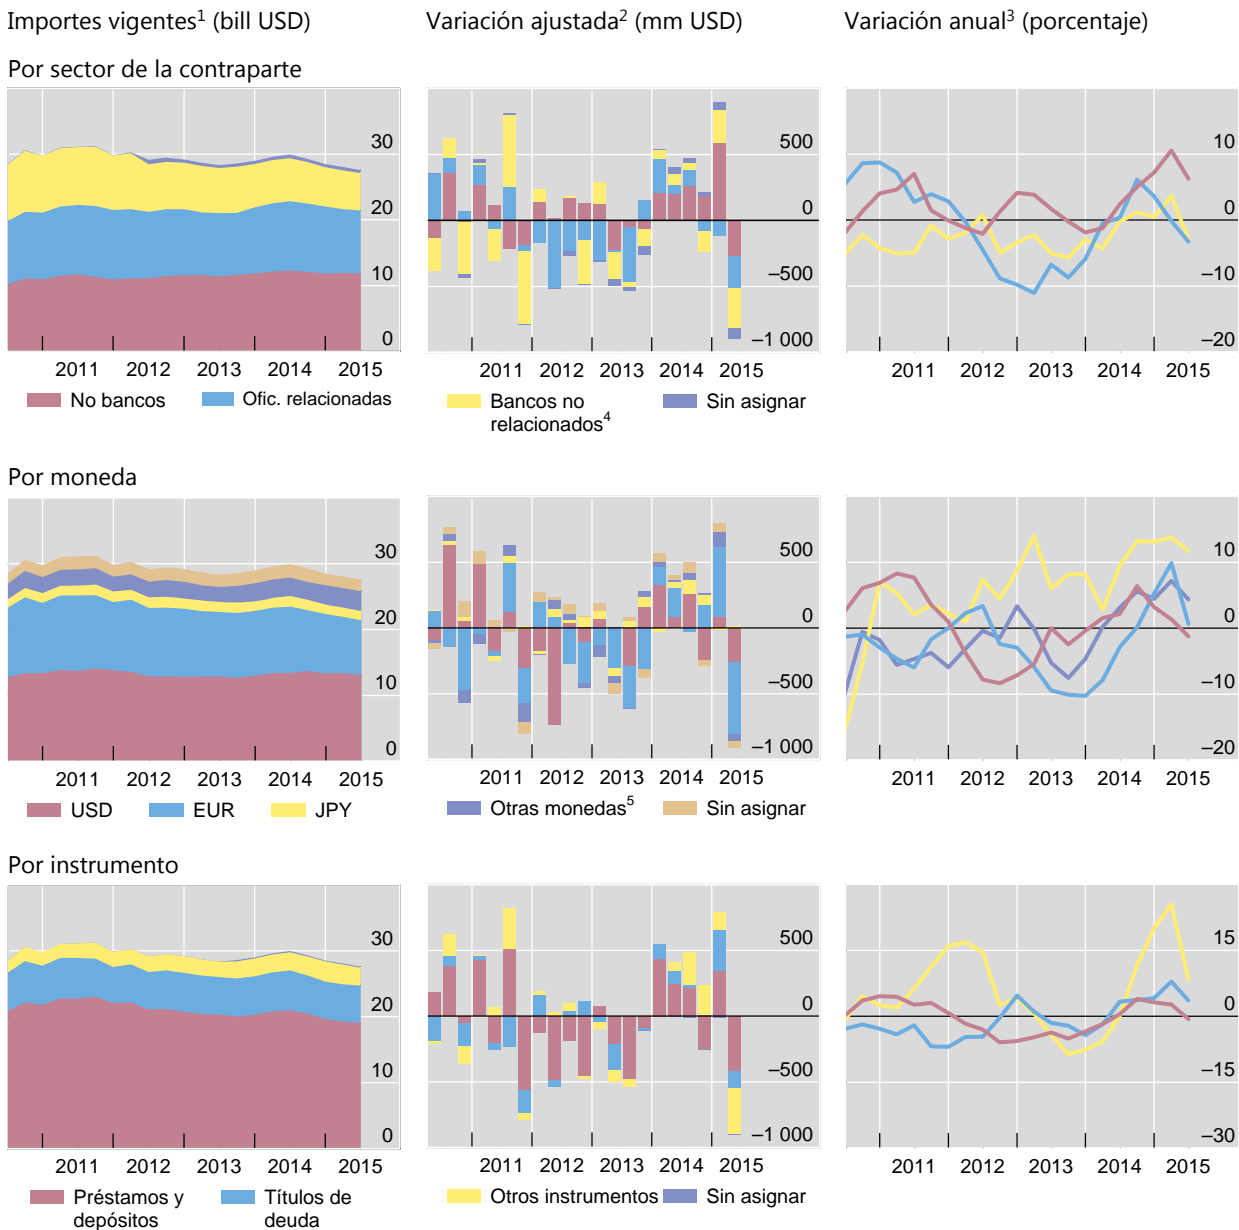 Importes vigentes¹ (bill USD)
Variación ajustada² (mm USD)
Variación anual³ (porcentaje)
Por sector de la contraparte
30
20
10
0
2011 2012 2013 2014 2015
500
0
–500
–1 000
2011 2012 2013 2014 2015
10
0
–10
–20
2011 2012 2013 2014 2015
No bancos
Ofic. relacionadas
Bancos no
relacionados⁴
Sin asignar
Por moneda
30
20
10
0
2011 2012 2013 2014 2015
500
0
–500
–1 000
2011 2012 2013 2014 2015
10
0
–10
–20
2011 2012 2013 2014 2015
USD
EUR
JPY
Otras monedas⁵
Sin asignar
Por instrumento
30
20
10
0
2011 2012 2013 2014 2015
500
0
–500
–1 000
2011 2012 2013 2014 2015
15
0
–15
–30
2011 2012 2013 2014 2015
Préstamos y
depósitos
Títulos de
deuda
Otros instrumentos
Sin asignar